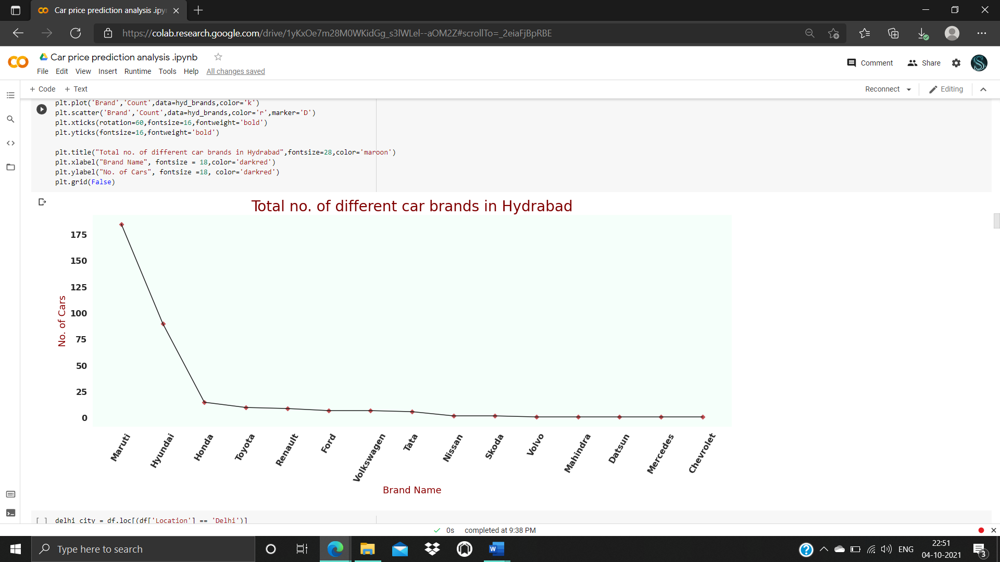 Car price prediction analysis .ipy
https://colab.research.google.com/drive/1yKxOe7m28M0WKidGg_s3lWLel--aOM2Z#scrollTo=_2eiaFjBpRBE
Car price prediction analysis .ipynb
File Edit View Insert Runtime Tools Help All changes saved
Comment Share
+ Code + Text
Reconnect Editing
plt.plot('Brand','Count',data=hyd_brands,color='k')
plt.scatter('Brand','Count',data=hyd_brands,color='r',marker='D')
plt.xticks(rotation=60,fontsize=16,fontweight='bold')
plt.yticks(fontsize=16,fontweight='bold')
plt.title("Total no. of different car brands in Hydrabad",fontsize=28,color='maroon')
plt.xlabel("Brand Name", fontsize = 18,color='darkred')
plt.ylabel("No. of Cars", fontsize =18, color='darkred')
plt.grid(False)
Total no. of different car brands in Hydrabad
175
150
125
100
75
50
25
0
No. of Cars
Maruti Hyundai Honda Toyota Renault Ford Volkswagen Tata Nissan Skoda Volvo Mahindra Datsun Mercedes Chevrolet
Brand Name
[ ] delhi_city = df.loc[(df['Location'] == 'Delhi')]
0s completed at 9:38 PM
Type here to search
ENG
22:51
04-10-2021
3